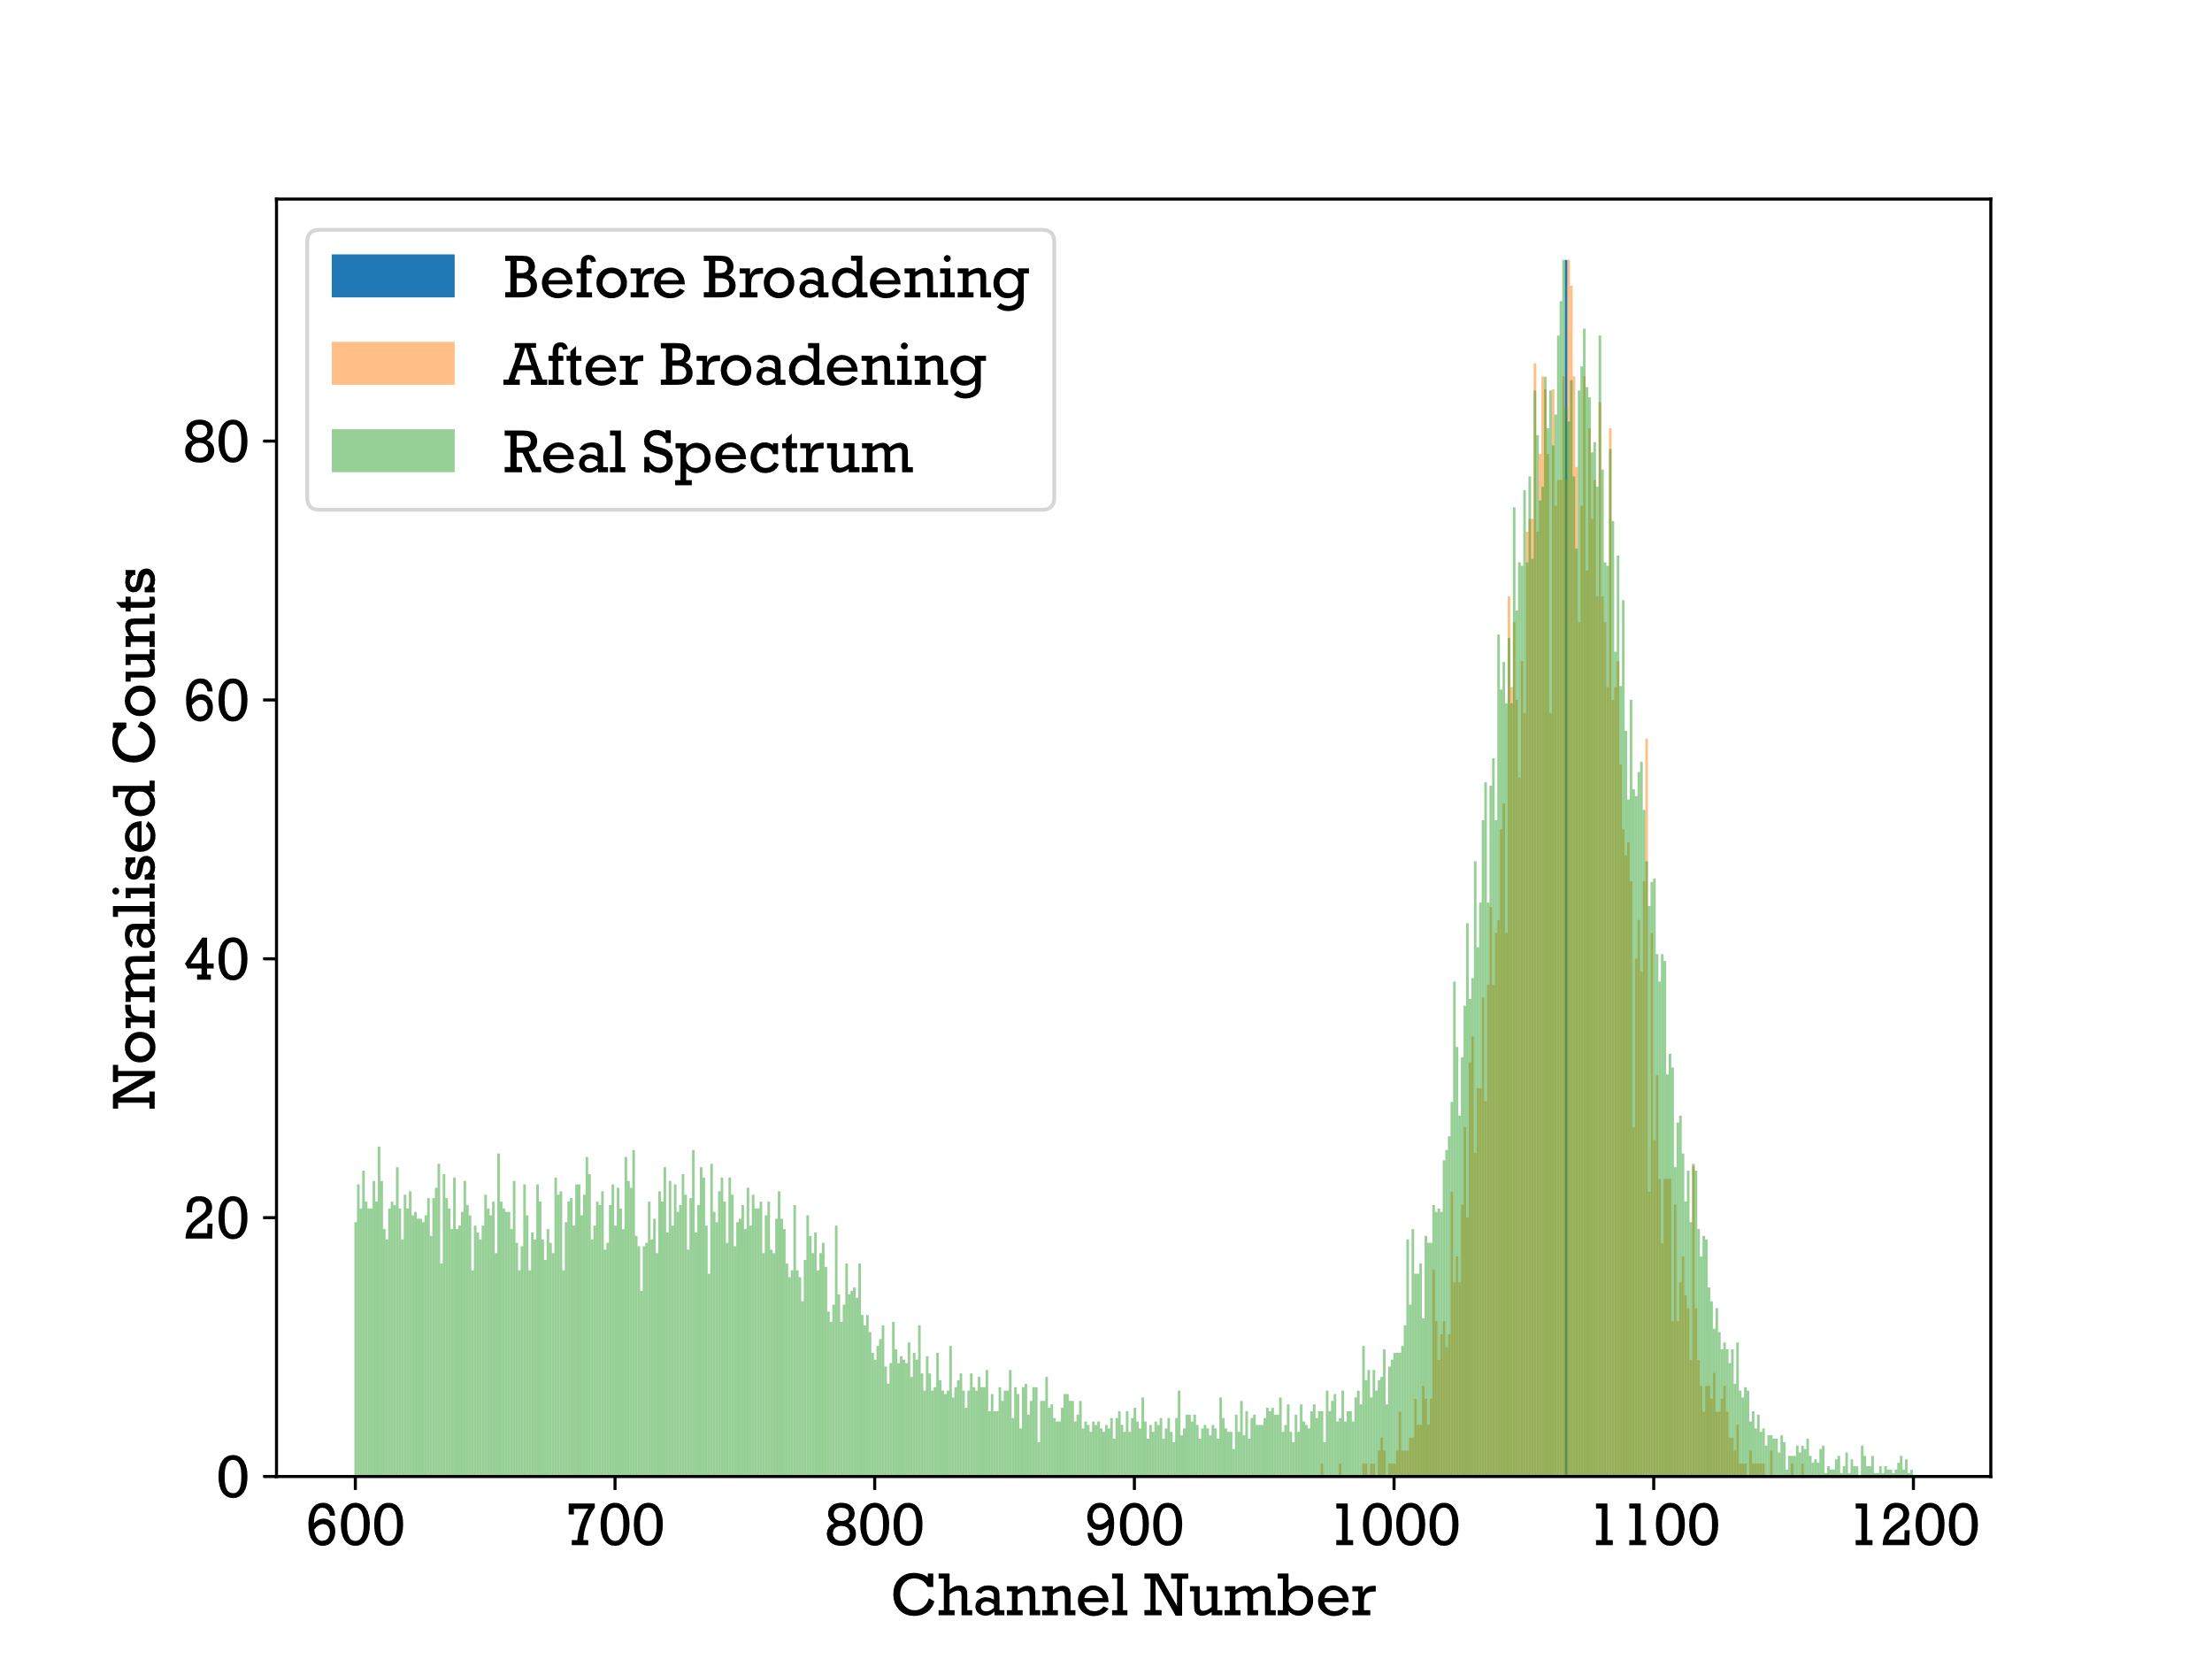 Before Broadening
After Broadening
Real Spectrum
80
60
40
20
0
Normalised Counts
600 700 800 900 1000 1100 1200
Channel Number